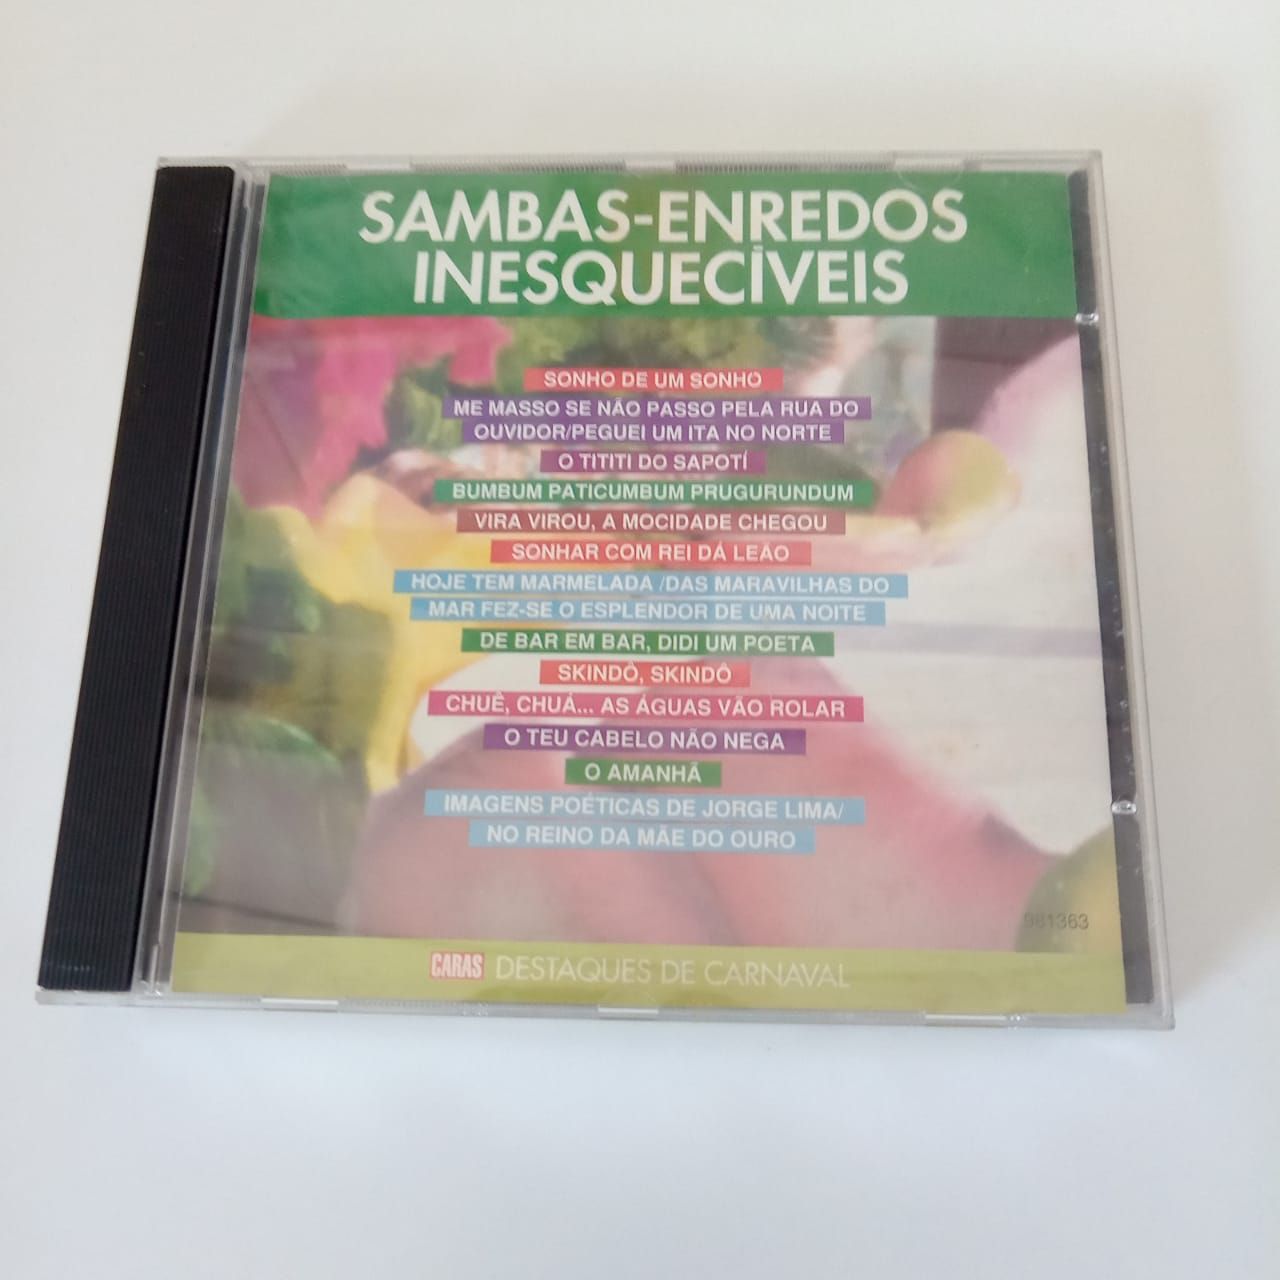 SAMBAS-ENREDOS
INESQUECÍVEIS
SONHO DE UM SONHO
ME MASSO SE NÃO PASSO PELA RUA DO
OUVIDOR/PEGUEI UM ITA NO NORTE
O TITITI DO SAPOTÍ
BUMBUM PATICUMBUM PRUGURUNDUM
VIRA VIROU, A MOCIDADE CHEGOU
SONHAR COM REI DÁ LEÃO
HOJE TEM MARMELADA /DAS MARAVILHAS DO
MAR FEZ-SE O ESPLENDOR DE UMA NOITE
DE BAR EM BAR, DIDI UM POETA
SKINDÔ, SKINDÔ
CHUÊ, CHUÁ... AS ÁGUAS VÃO ROLAR
O TEU CABELO NÃO NEGA
O AMANHÃ
IMAGENS POÉTICAS DE JORGE LIMA/
NO REINO DA MÃE DO OURO
981363
CARAS DESTAQUES DE CARNAVAL